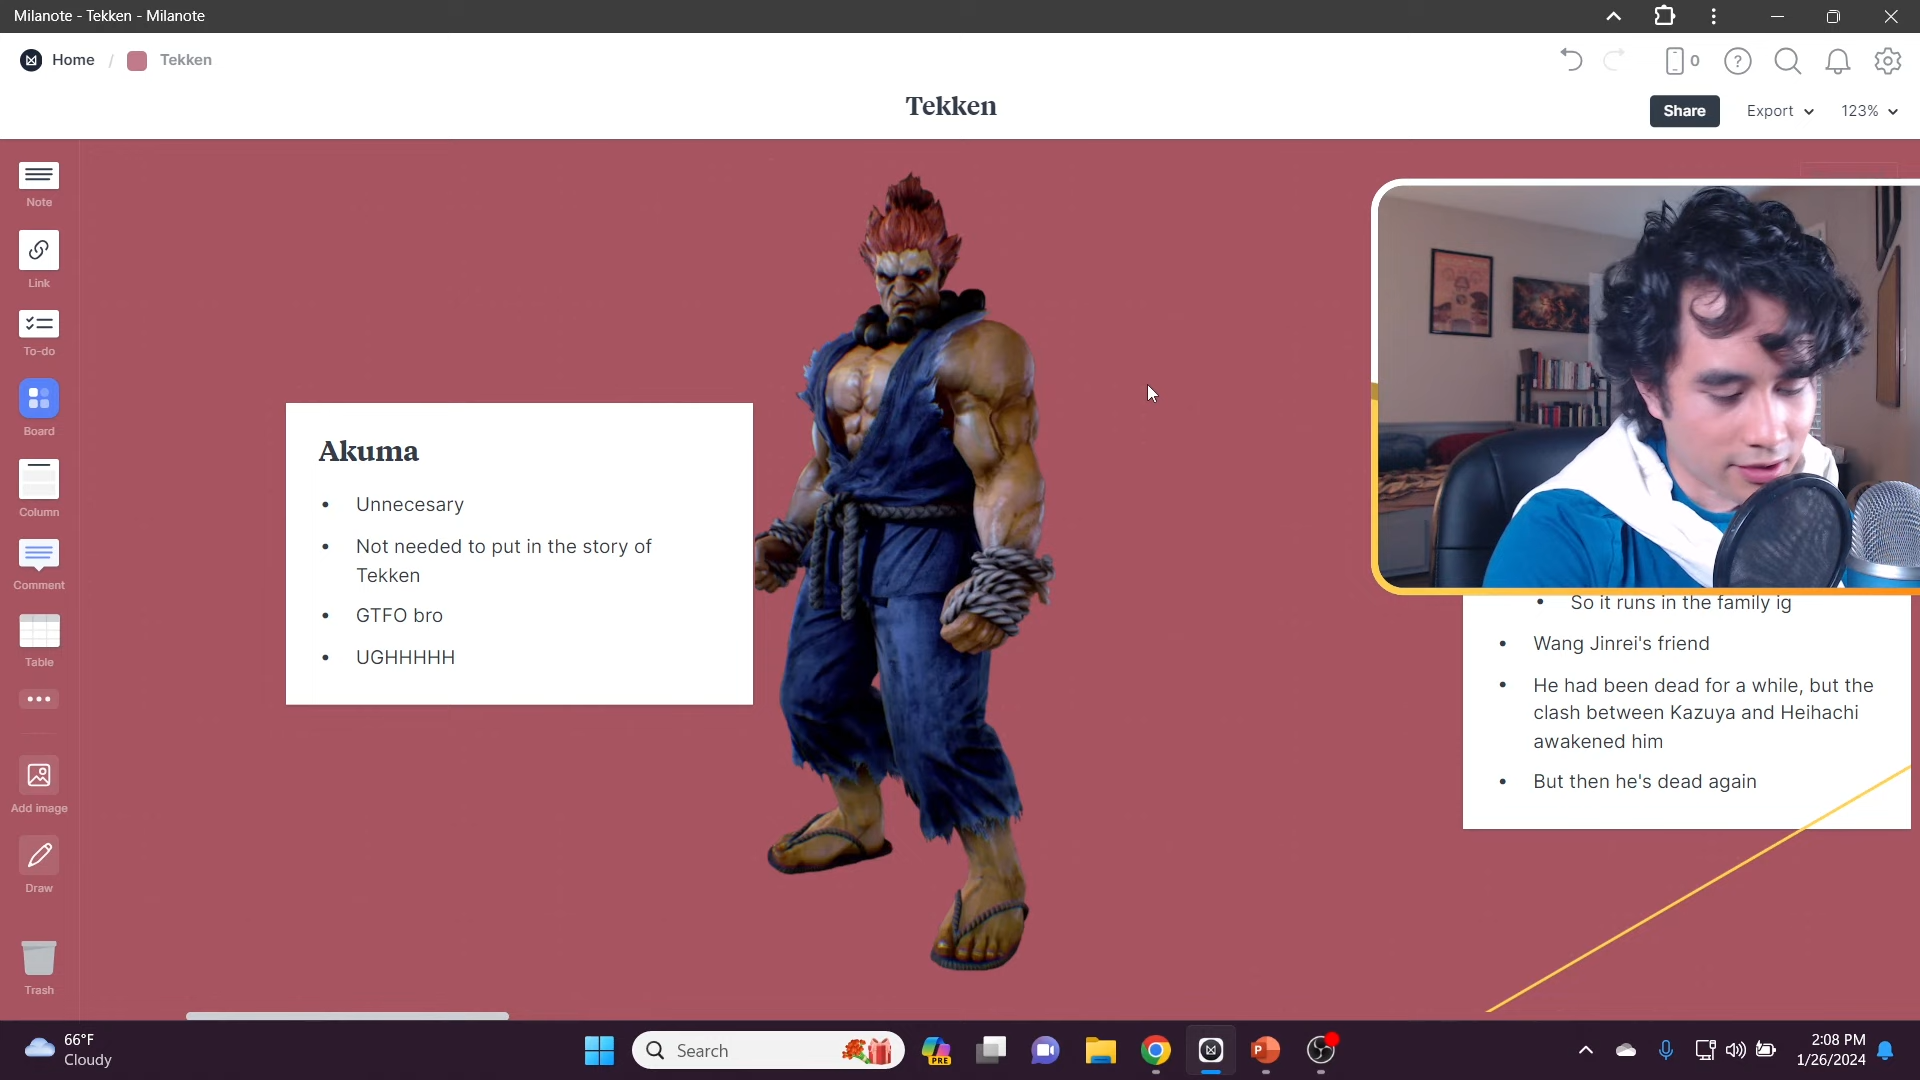 Milanote - Tekken - Milanote
Home / Tekken
0
Tekken
Share
Export
123%
Note
Link
To-do
Board
Column
Comment
Table
Add image
Draw
Trash
Akuma
• Unnecesary
• Not needed to put in the story of
Tekken
• GTFO bro
• UGHHHHH
• So it runs in the family ig
• Wang Jinrei's friend
• He had been dead for a while, but the
clash between Kazuya and Heihachi
awakened him
• But then he's dead again
66°F
Cloudy
Search
PRE
2:08 PM
1/26/2024